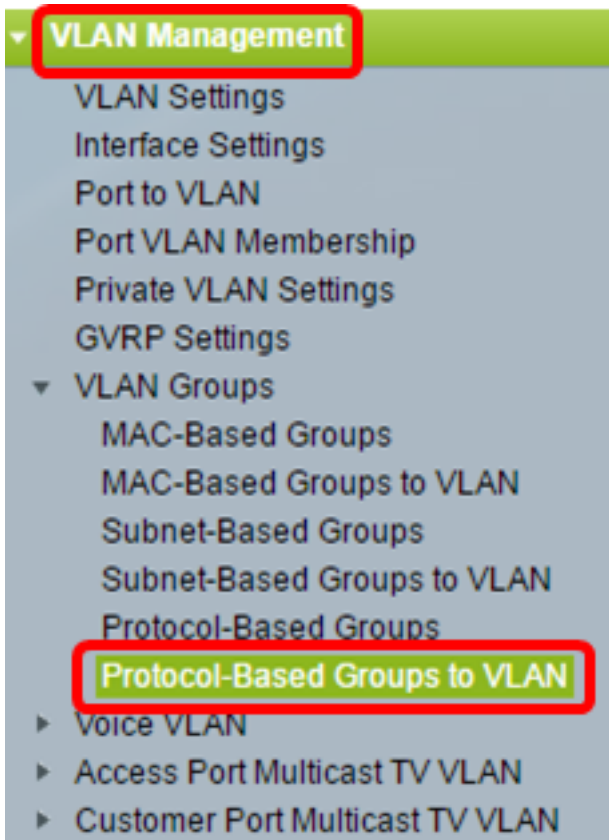 VLAN Management
VLAN Settings
Interface Settings
Port to VLAN
Port VLAN Membership
Private VLAN Settings
GVRP Settings
VLAN Groups
MAC-Based Groups
MAC-Based Groups to VLAN
Subnet-Based Groups
Subnet-Based Groups to VLAN
Protocol-Based Groups
Protocol-Based Groups to VLAN
Voice VLAN
Access Port Multicast TV VLAN
Customer Port Multicast TV VLAN